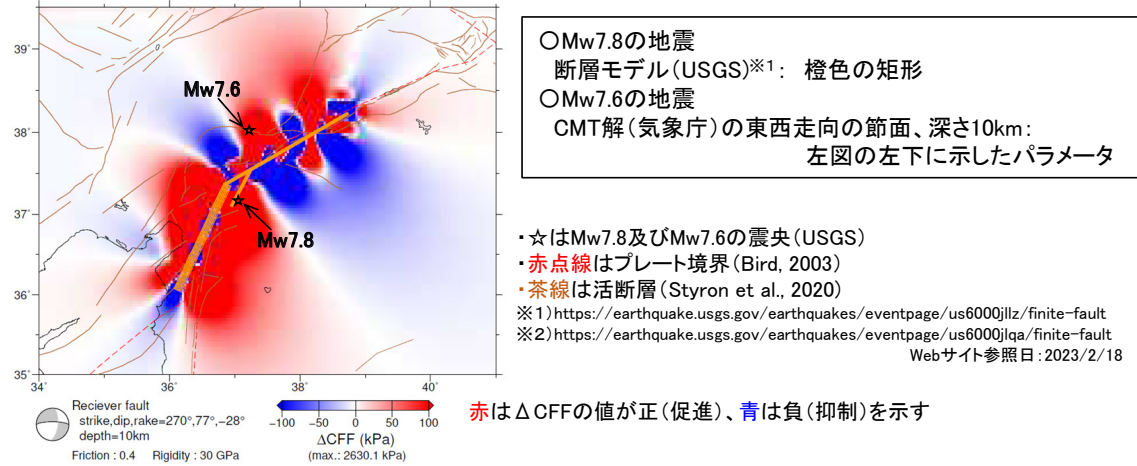 39°
38°
37°
36°
35°
34°
36°
38°
40°
Mw7.6
Mw7.8
Reciever fault
strike,dip,rake=270°,77°,−28°
depth=10km
Friction : 0.4 Rigidity : 30 GPa
−100 −50 0 50 100
ΔCFF (kPa)
(max.: 2630.1 kPa)
○Mw7.8の地震
断層モデル(USGS)※1: 橙色の矩形
○Mw7.6の地震
CMT解(気象庁)の東西走向の節面、深さ10km:
左図の左下に示したパラメータ
・☆はMw7.8及びMw7.6の震央(USGS)
・赤点線はプレート境界(Bird, 2003)
・茶線は活断層(Styron et al., 2020)
※1)https://earthquake.usgs.gov/earthquakes/eventpage/us6000jllz/finite-fault
※2)https://earthquake.usgs.gov/earthquakes/eventpage/us6000jlqa/finite-fault
Webサイト参照日:2023/2/18
赤はΔCFFの値が正(促進)、青は負(抑制)を示す